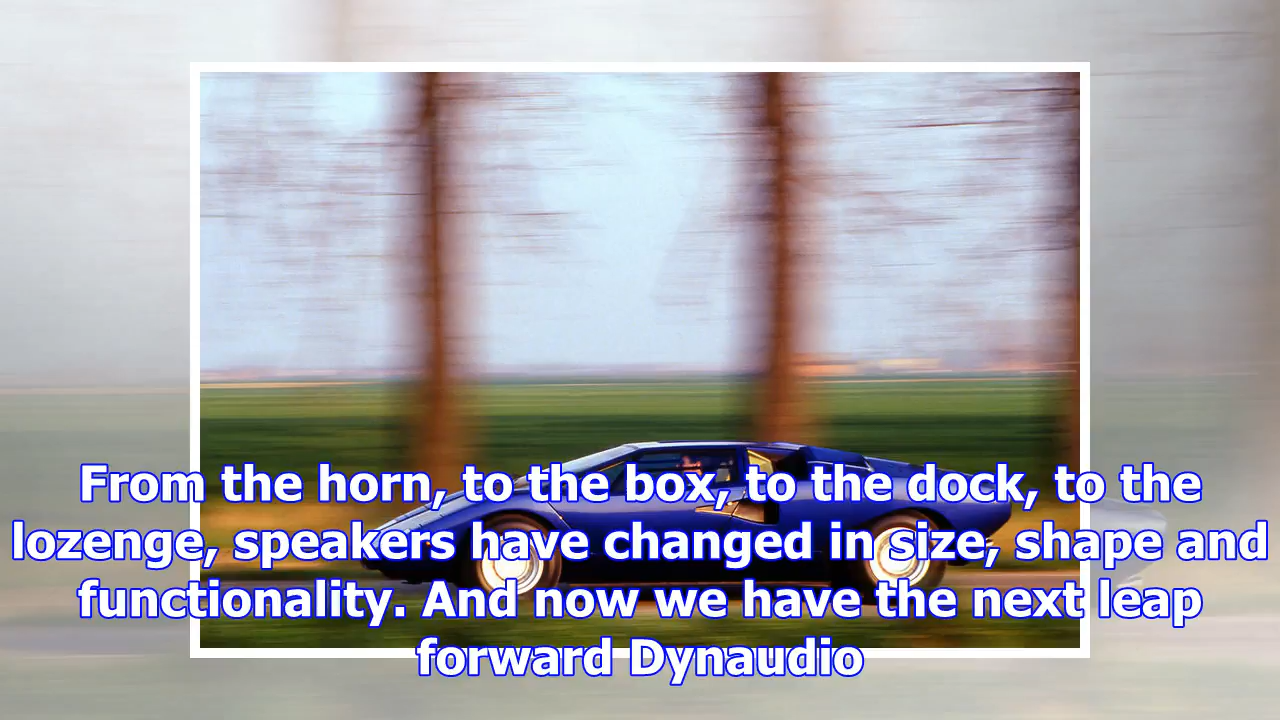 From the horn, to the box, to the dock, to the
lozenge, speakers have changed in size, shape and
functionality. And now we have the next leap
forward Dynaudio